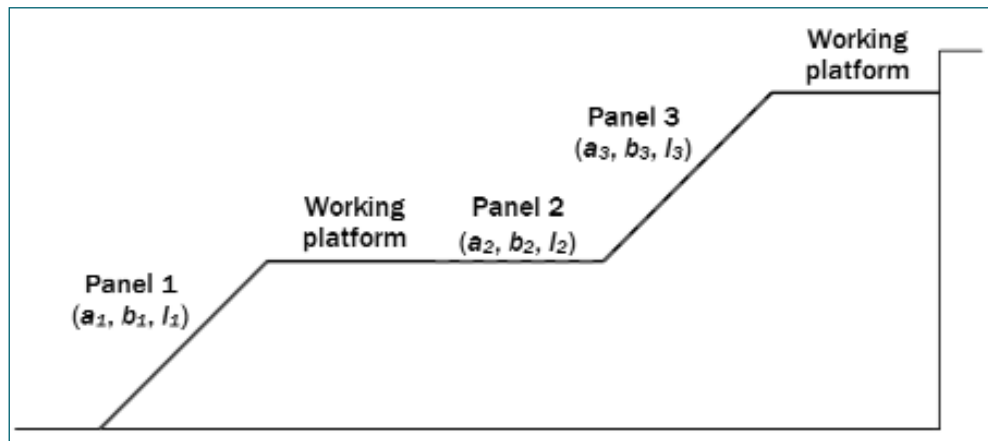 Working
platform
Panel 3
(a₃, b₃, l₃)
Working
platform
Panel 2
(a₂, b₂, l₂)
Panel 1
(a₁, b₁, l₁)